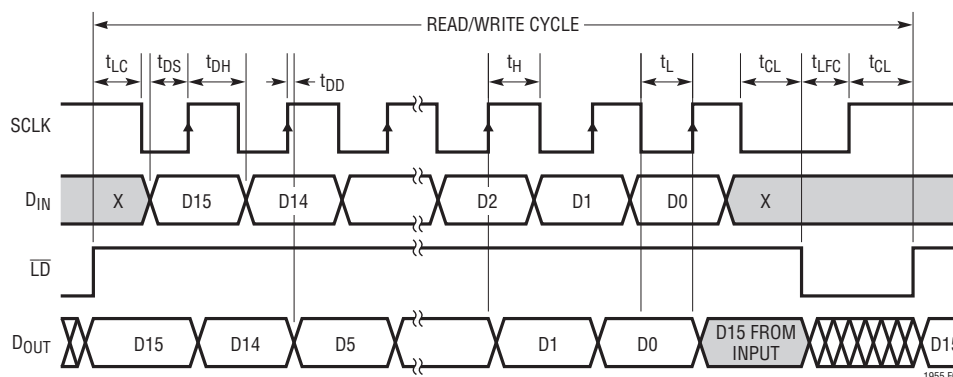 READ/WRITE CYCLE
tLC tDS tDH tDD tH tL tCL tLFC tCL
SCLK
DIN X D15 D14 D2 D1 D0 X
LD
DOUT D15 D14 D5 D1 D0 D15 FROM INPUT D15